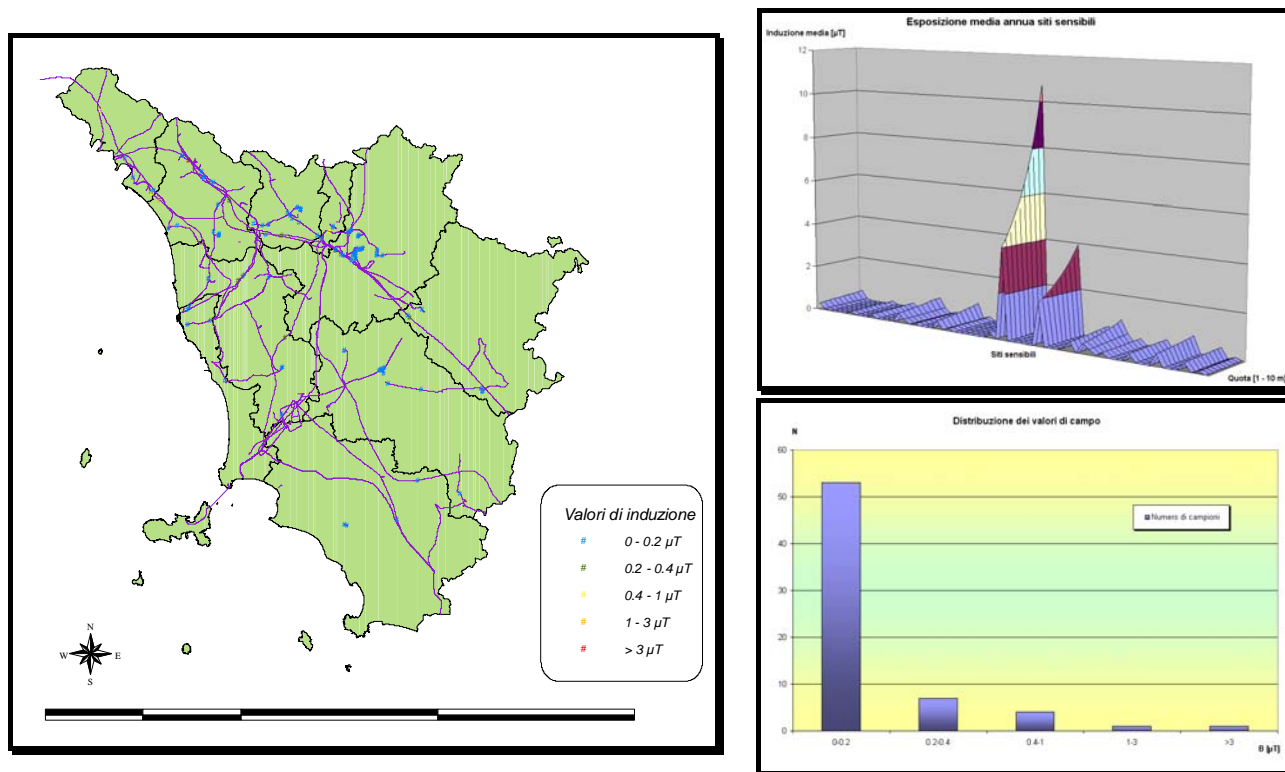 N
W
E
S
Valori di induzione
# 0 - 0.2 µT
# 0.2 - 0.4 µT
# 0.4 - 1 µT
# 1 - 3 µT
# > 3 µT
Esposizione media annua siti sensibili
Induzione media [µT]
12
10
8
6
4
2
0
Siti sensibili
Quota [1 - 10 m]
Distribuzione dei valori di campo
N
60
50
40
30
20
10
0
Numero di campioni
0-0.2
0.2-0.4
0.4-1
1-3
>3
B [µT]